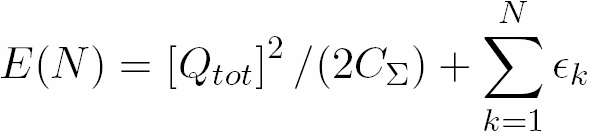 E(N) = [Q_{tot}]^2 /(2C_Σ) + \sum_{k=1}^{N} ϵ_k